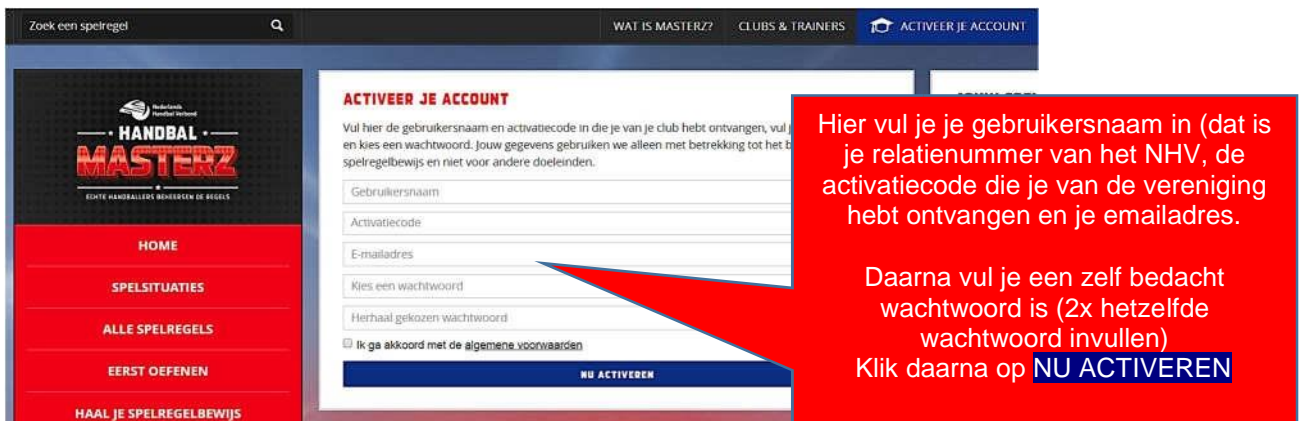 Zoek een spelregel
WAT IS MASTERZ?
CLUBS & TRAINERS
ACTIVEER JE ACCOUNT
Nederlands
Handbal Verbond
HANDBAL
MASTERZ
ECHTE HANDBALLERS BEHEERSEN DE REGELS
HOME
SPELSITUATIES
ALLE SPELREGELS
EERST OEFENEN
HAAL JE SPELREGELBEWIJS
ACTIVEER JE ACCOUNT
Vul hier de gebruikersnaam en activatiecode in die je van je club hebt ontvangen, vul
en kies een wachtwoord. Jouw gegevens gebruiken we alleen met betrekking tot het
spelregelbewijs en niet voor andere doeleinden.
Gebruikersnaam
Activatiecode
E-mailadres
Kies een wachtwoord
Herhaal gekozen wachtwoord
Ik ga akkoord met de algemene voorwaarden
NU ACTIVEREN
Hier vul je je gebruikersnaam in (dat is
je relatienummer van het NHV, de
activatiecode die je van de vereniging
hebt ontvangen en je emailadres.
Daarna vul je een zelf bedacht
wachtwoord is (2x hetzelfde
wachtwoord invullen)
Klik daarna op NU ACTIVEREN